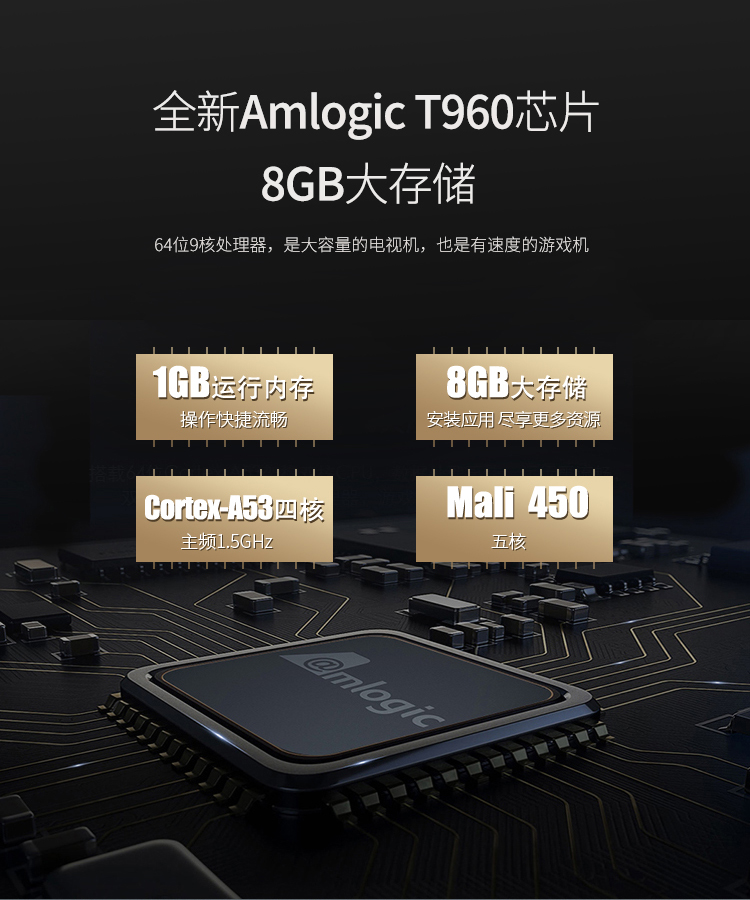 全新Amlogic T960芯片
8GB大存储
64位9核处理器，是大容量的电视机，也是有速度的游戏机
1GB运行内存
操作快捷流畅
8GB大存储
安装应用 尽享更多资源
Cortex-A53四核
主频1.5GHz
Mali 450
五核
@mlogic